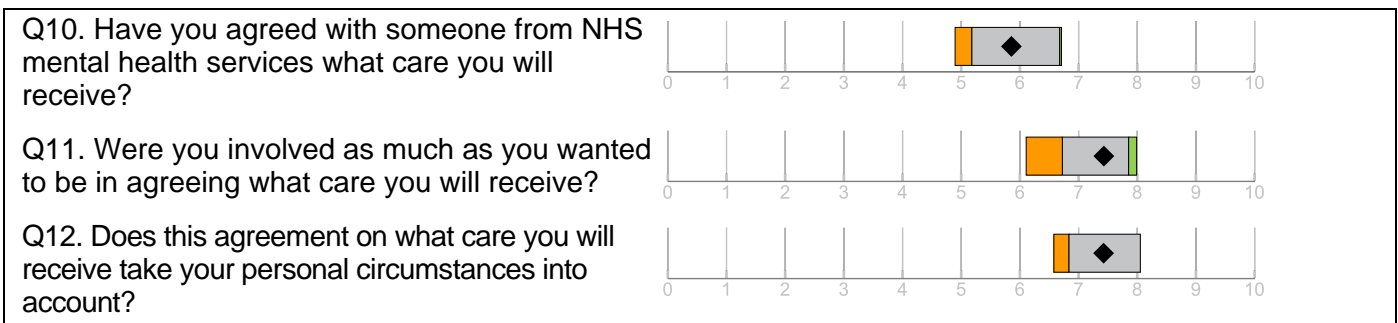 Q10. Have you agreed with someone from NHS
mental health services what care you will
receive?
0 1 2 3 4 5 6 7 8 9 10
Q11. Were you involved as much as you wanted
to be in agreeing what care you will receive?
0 1 2 3 4 5 6 7 8 9 10
Q12. Does this agreement on what care you will
receive take your personal circumstances into
account?
0 1 2 3 4 5 6 7 8 9 10